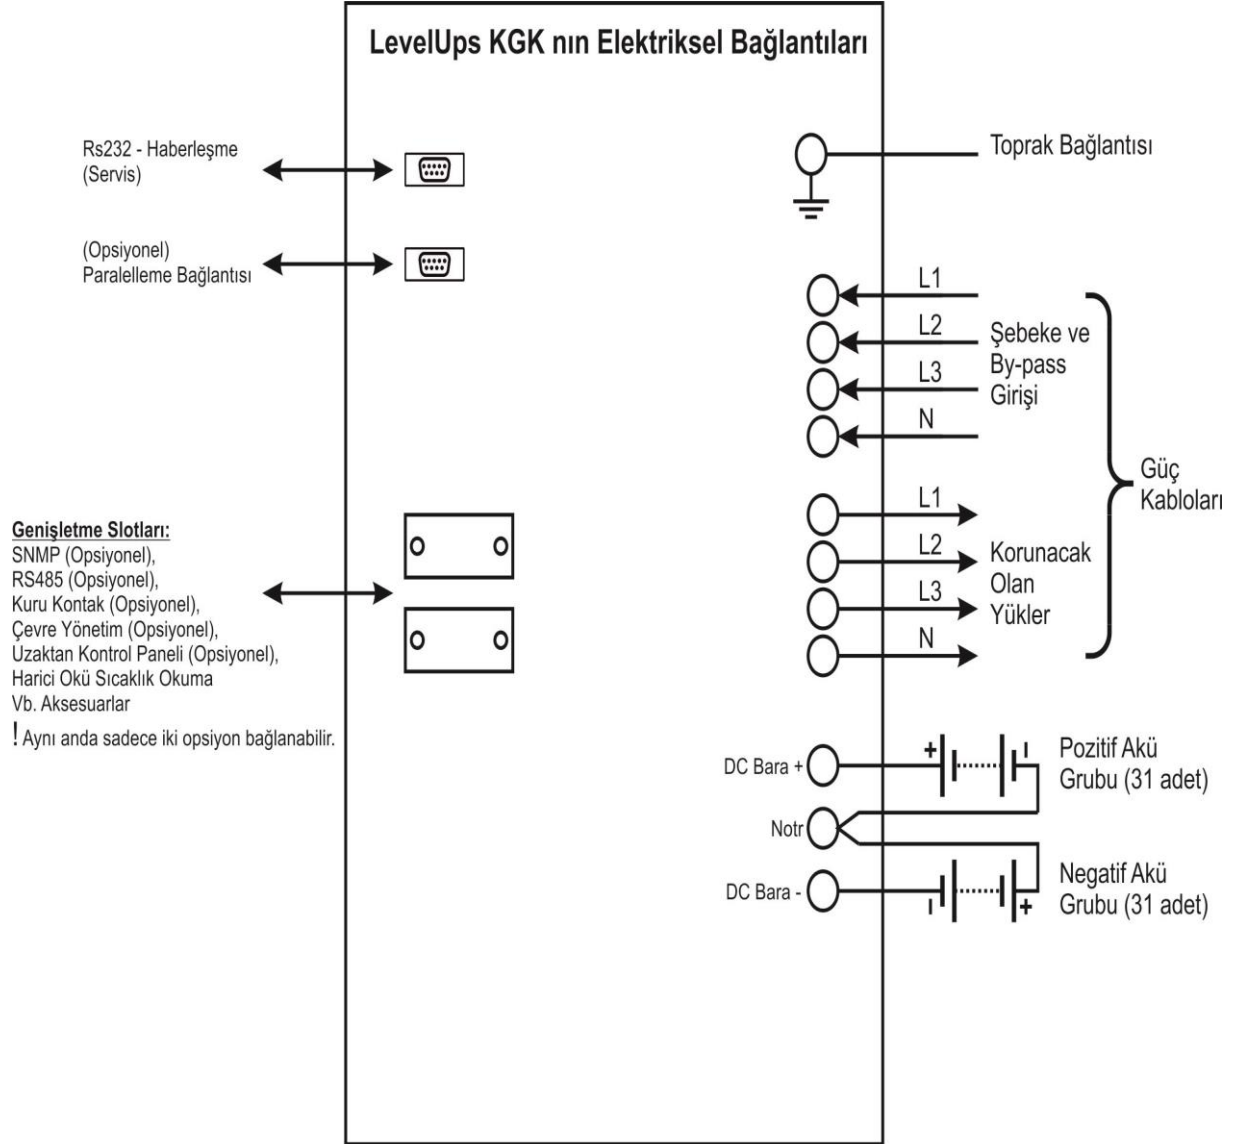 LevelUps KGK nın Elektriksel Bağlantıları
Rs232 - Haberleşme
(Servis)
(Opsiyonel)
Paralelleme Bağlantısı
Genişletme Slotları:
SNMP (Opsiyonel),
RS485 (Opsiyonel),
Kuru Kontak (Opsiyonel),
Çevre Yönetim (Opsiyonel),
Uzaktan Kontrol Paneli (Opsiyonel),
Harici Okü Sıcaklık Okuma
Vb. Aksesuarlar
! Aynı anda sadece iki opsiyon bağlanabilir.
Toprak Bağlantısı
L1
L2
L3
N
Şebeke ve
By-pass
Girişi
L1
L2
L3
N
Korunacak
Olan
Yükler
Güç
Kabloları
DC Bara +
Notr
DC Bara -
+
-
Pozitif Akü
Grubu (31 adet)
-
+
Negatif Akü
Grubu (31 adet)